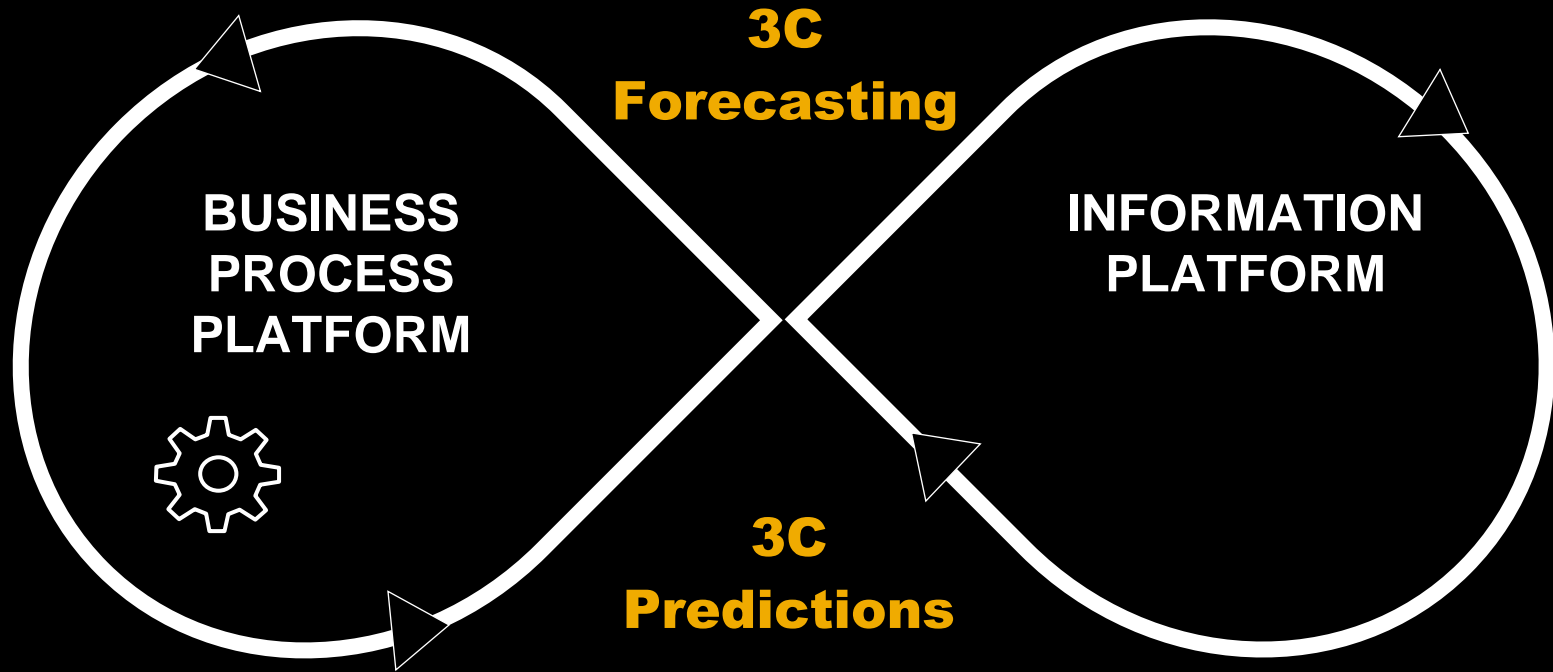 3C
Forecasting
BUSINESS
PROCESS
PLATFORM
INFORMATION
PLATFORM
3C
Predictions